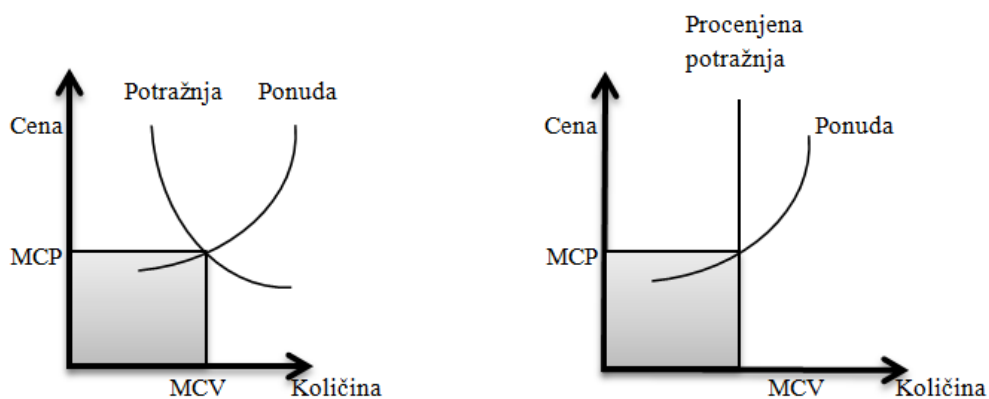 Potražnja
Ponuda
Cena
MCP
MCV
Količina
Procenjena
potražnja
Cena
Ponuda
MCP
MCV
Količina